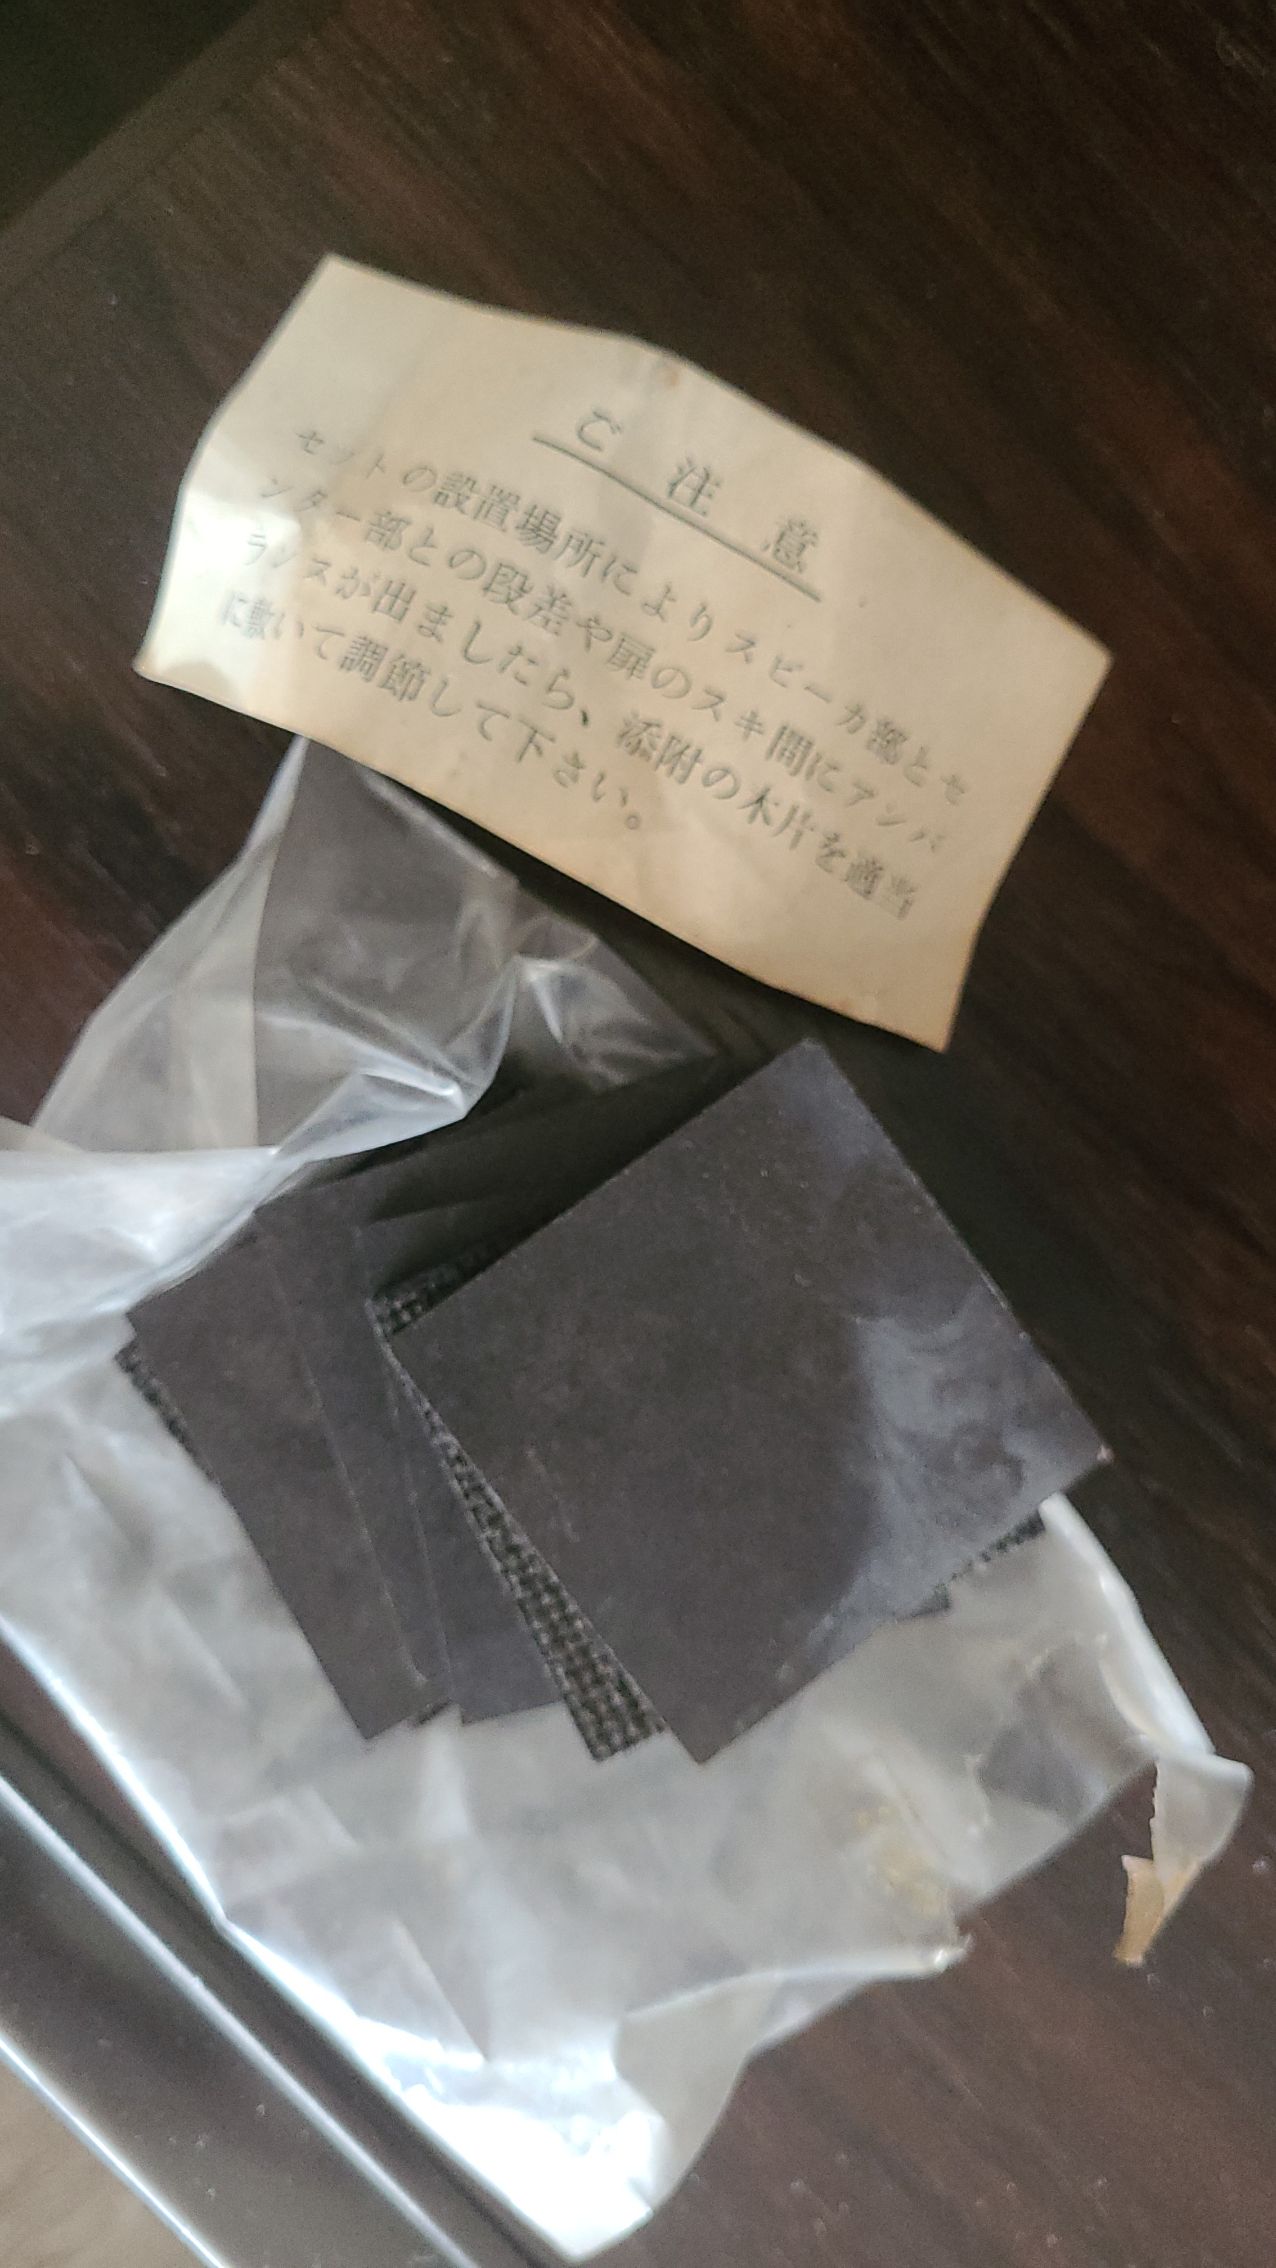 ご注意
セットの設置場所によりスピーカ部とセ
ンター部との段差や扉のスキ間にアンバ
ランスが出ましたら、添附の木片を適当
に敷いて調節して下さい。